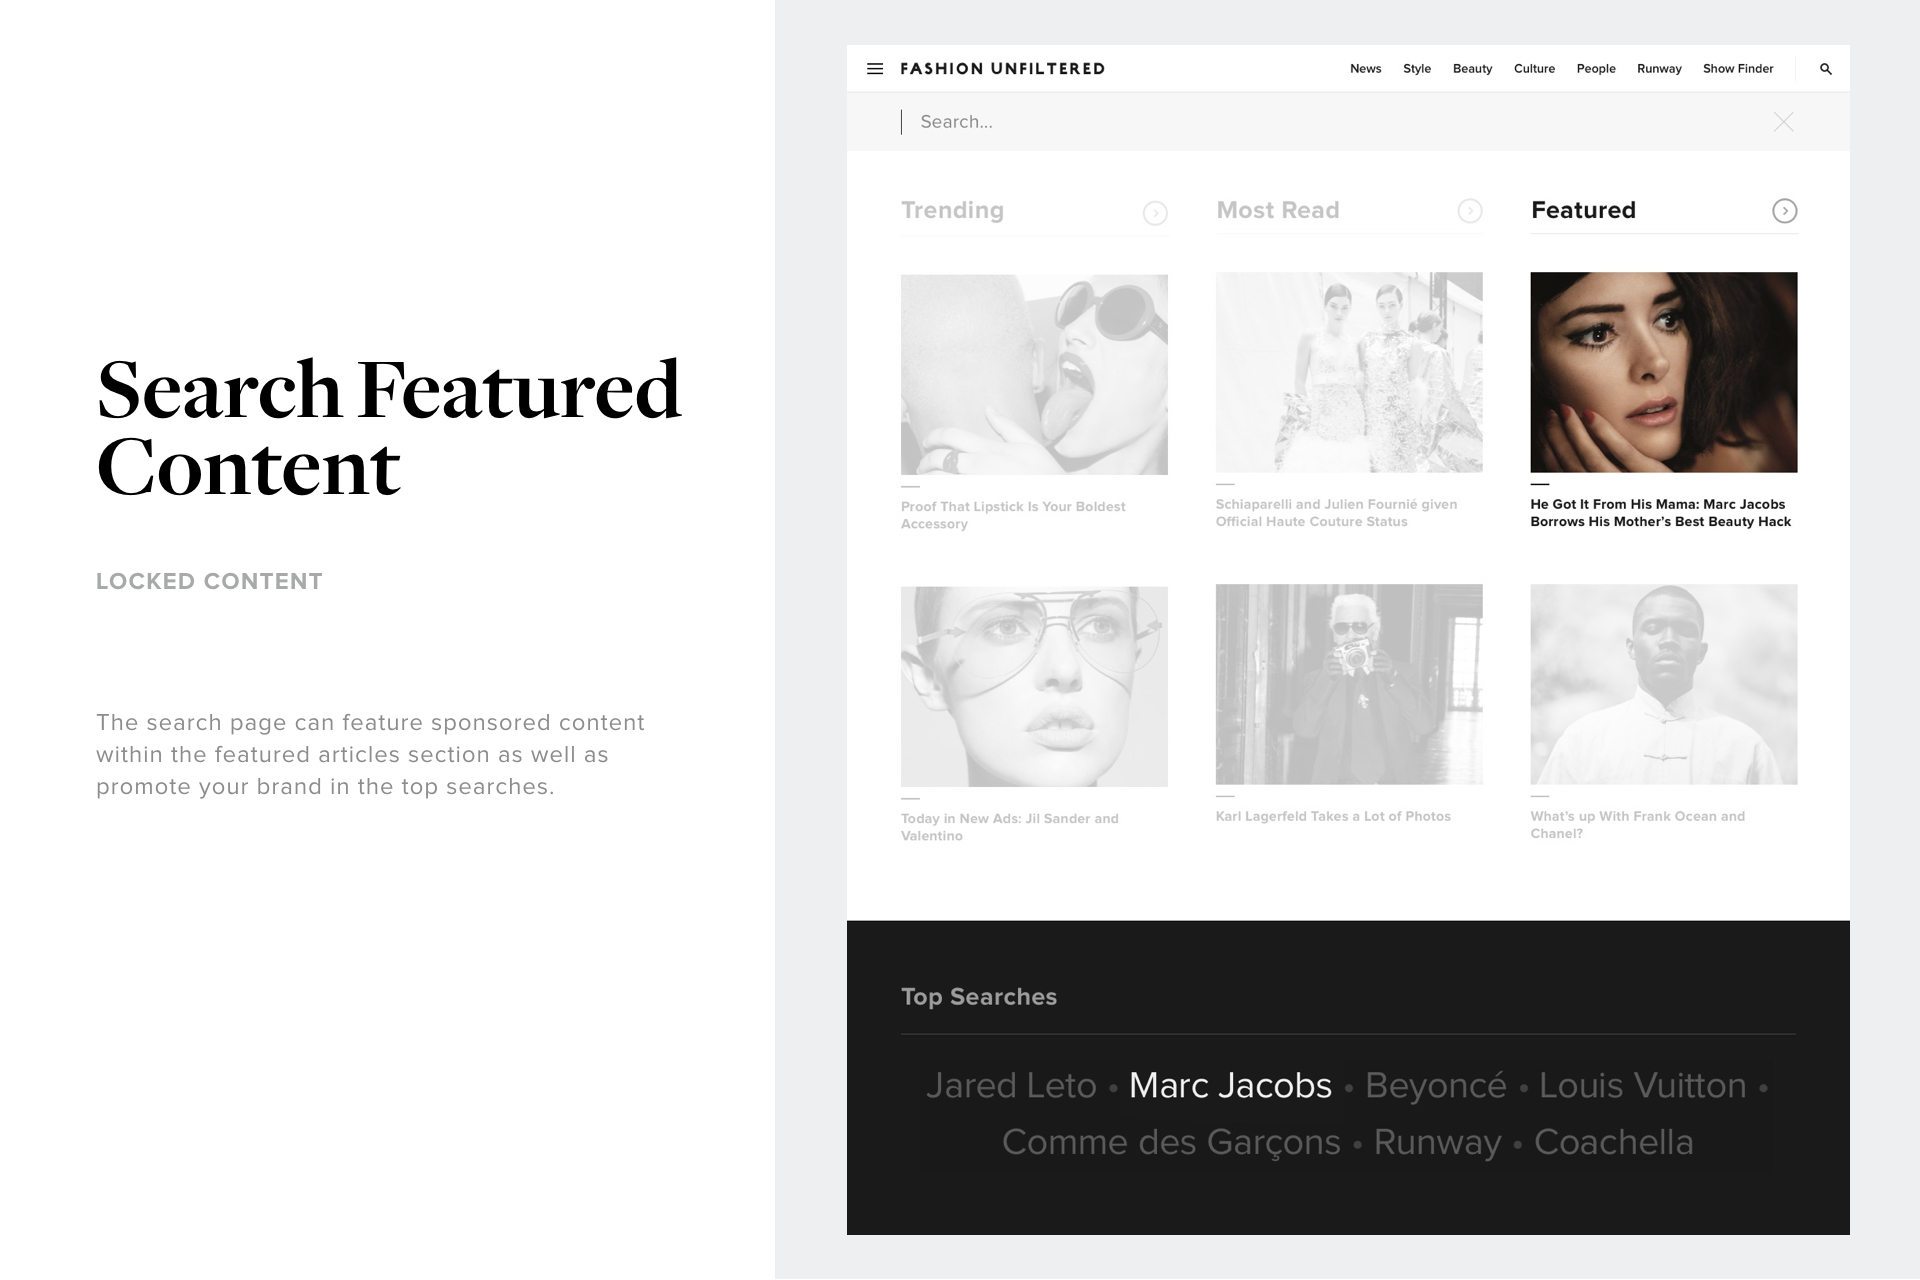 Search Featured
Content
LOCKED CONTENT
The search page can feature sponsored content
within the featured articles section as well as
promote your brand in the top searches.
FASHION UNFILTERED
News Style Beauty Culture People Runway Show Finder
Search...
Trending
Most Read
Featured
Proof That Lipstick Is Your Boldest
Accessory
Schiaparelli and Julien Fournié given
Official Haute Couture Status
He Got It From His Mama: Marc Jacobs
Borrows His Mother’s Best Beauty Hack
Today in New Ads: Jil Sander and
Valentino
Karl Lagerfeld Takes a Lot of Photos
What’s up With Frank Ocean and
Chanel?
Top Searches
Jared Leto • Marc Jacobs • Beyoncé • Louis Vuitton •
Comme des Garçons • Runway • Coachella